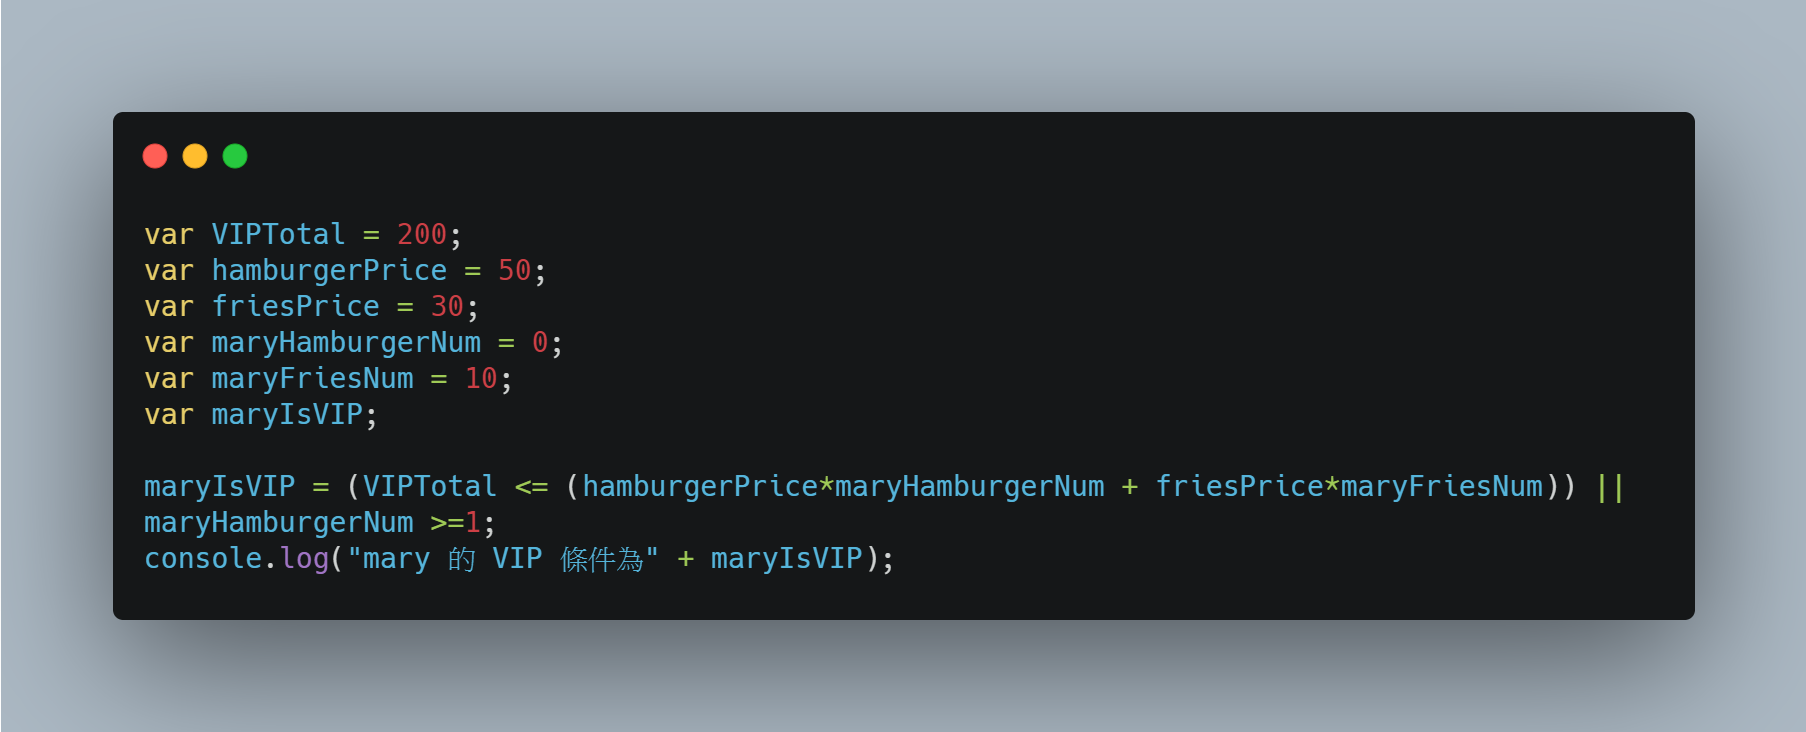 var VIPTotal = 200;
var hamburgerPrice = 50;
var friesPrice = 30;
var maryHamburgerNum = 0;
var maryFriesNum = 10;
var maryIsVIP;
maryIsVIP = (VIPTotal <= (hamburgerPrice*maryHamburgerNum + friesPrice*maryFriesNum)) ||
maryHamburgerNum >=1;
console.log("mary 的 VIP 條件為" + maryIsVIP);